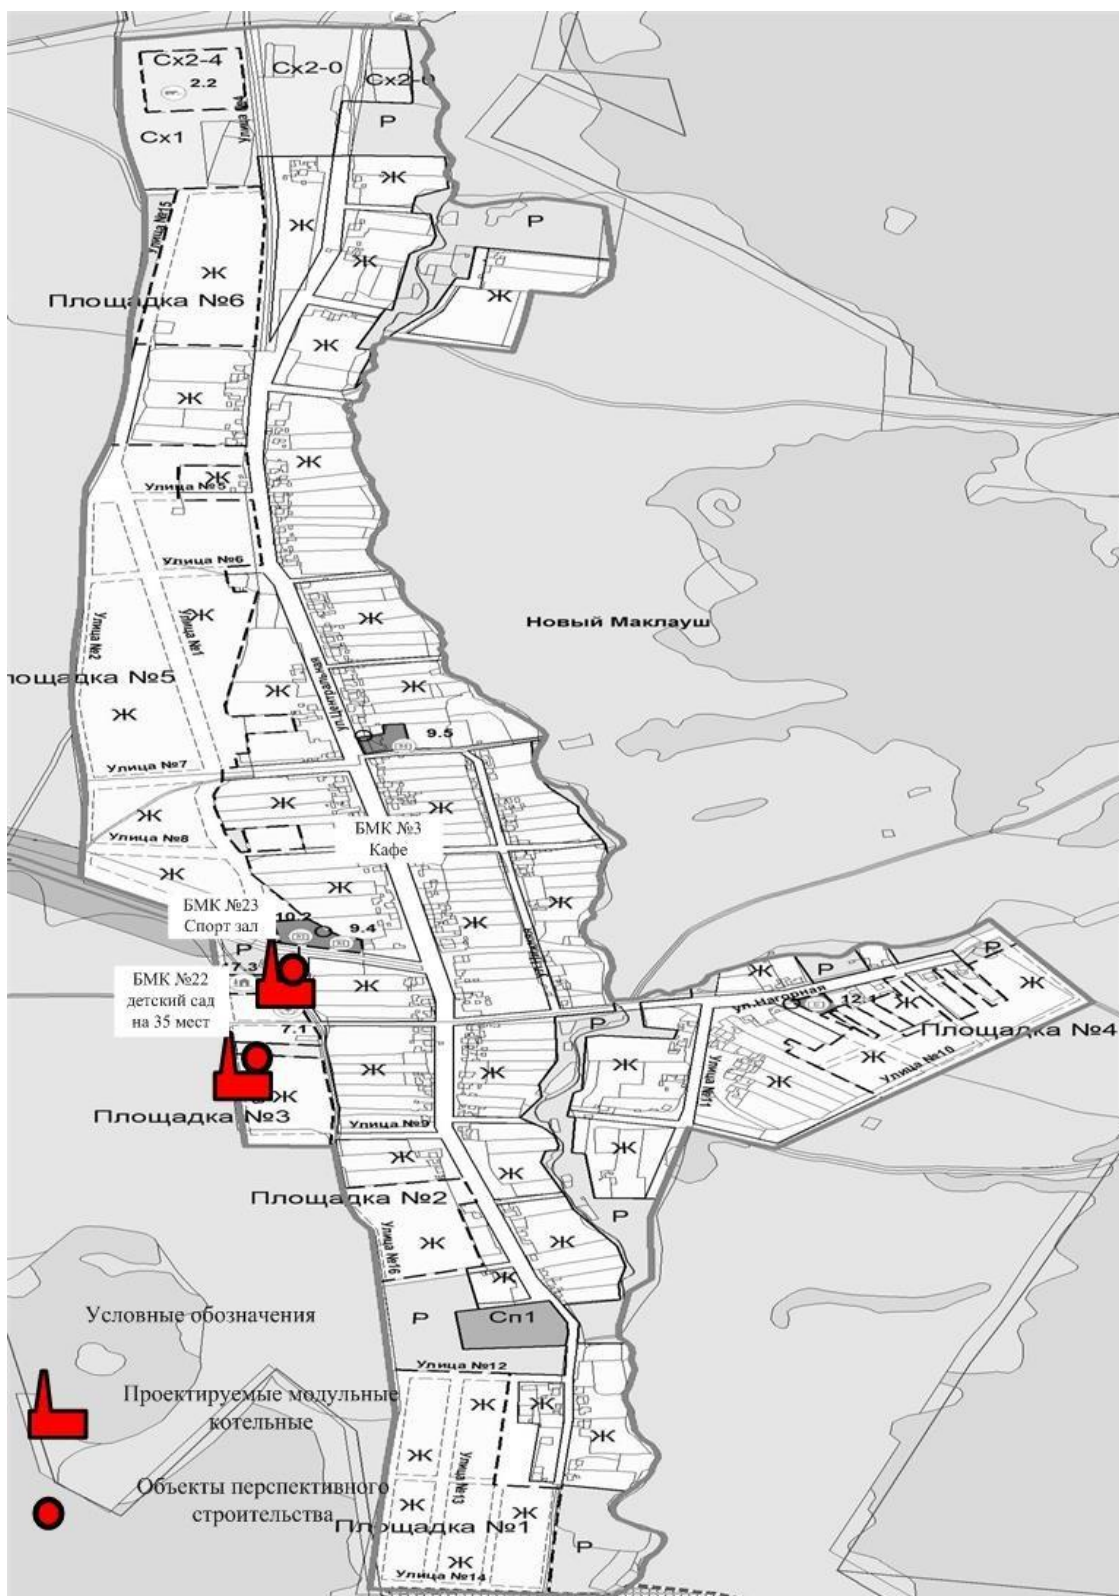 Сх2-4
Сх2-0
Сх2-0
2.2
Р
Сх1
Ж
Улица №15
Ж
Р
Ж
Ж
Ж
Площадка №6
Ж
Ж
Ж
Ж
Улица №5
Улица №6
Ж
Улица №1
Улица №2
Ж
Новый Маклауш
ул.Центральная
лощадка №5
Ж
Ж
Ж
9.5
Улица №7
Ж
Ж
Ж
Улица №8
БМК №3
Кафе
Ж
Ж
Ж
БМК №23
Спорт зал
10.2
9.4
Ж
Р
Р
7.3
БМК №22
детский сад
на 35 мест
Ж
Ж
Р
ул.Нагорная
12.1
Ж
Ж
7.1
Р
Площадка №4
Ж
Ж
Ж
Ж
Улица №10
Ж
Улица №11
Ж
Площадка №3
Улица №9
Ж
Ж
Ж
Площадка №2
Р
Ж
Ж
Улица №16
Ж
Условные обозначения
Р
Сп1
Улица №12
Проектируемые модульные
котельные
Ж
Ж
Ж
Ж
Улица №13
Объекты перспективного
строительства
Ж
Ж
Площадка №1
Р
Ж
Улица №14